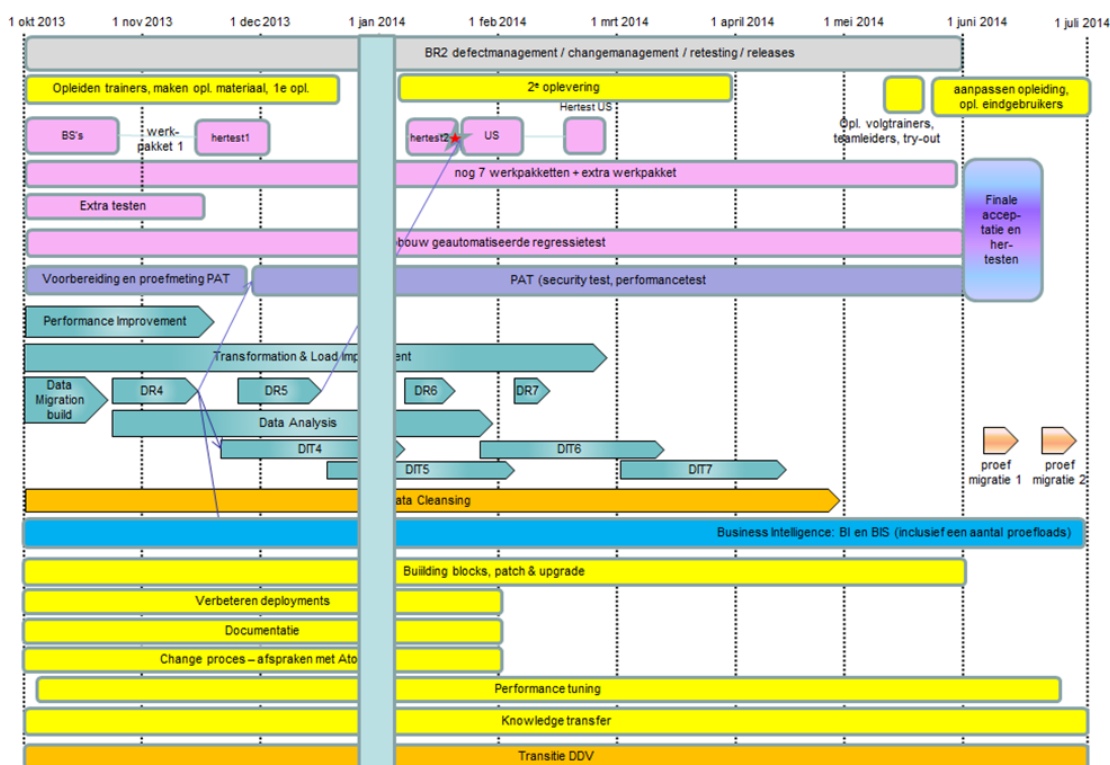 1 okt 2013
1 nov 2013
1 dec 2013
1 jan 2014
1 feb 2014
1 mrt 2014
1 april 2014
1 mei 2014
1 juni 2014
1 juli 2014
BR2 defectmanagement / changemanagement / retesting / releases
Opleiden trainers, maken opl. materiaal, 1e opl.
2e oplevering
aanpassen opleiding,
opl. eindgebruikers
Hertest US
BS's
werk-
pakket 1
hertest1
hertest2
US
Opl. volgtrainers,
teamleiders, try-out
nog 7 werkpakketten + extra werkpakket
Extra testen
Finale
accep-
tatie en
her-
testen
bouw geautomatiseerde regressietest
Voorbereiding en proefmeting PAT
PAT (security test, performancetest
Performance Improvement
Transformation & Load Improvement
Data
Migration
build
DR4
DR5
DR6
DR7
Data Analysis
DIT4
DIT6
DIT5
DIT7
proef
migratie 1
proef
migratie 2
ata Cleansing
Business Intelligence: BI en BIS (inclusief een aantal proefloads)
Buiilding blocks, patch & upgrade
Verbeteren deployments
Documentatie
Change proces – afspraken met Ato
Performance tuning
Knowledge transfer
Transitie DDV